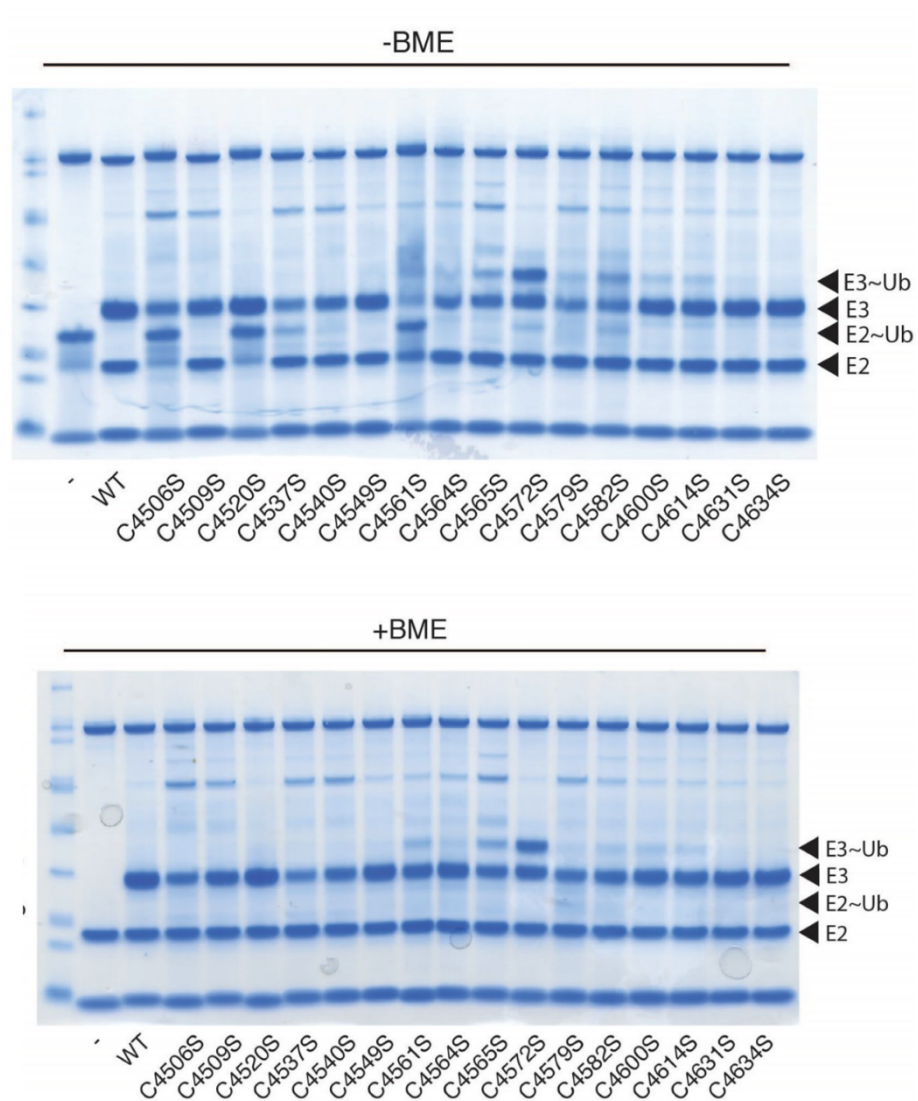 -BME
E3~Ub
E3
E2~Ub
E2
-
WT
C4506S
C4509S
C4520S
C4537S
C4540S
C4549S
C4561S
C4564S
C4565S
C4572S
C4579S
C4582S
C4600S
C4614S
C4631S
C4634S
+BME
E3~Ub
E3
E2~Ub
E2
-
WT
C4506S
C4509S
C4520S
C4537S
C4540S
C4549S
C4561S
C4564S
C4565S
C4572S
C4579S
C4582S
C4600S
C4614S
C4631S
C4634S